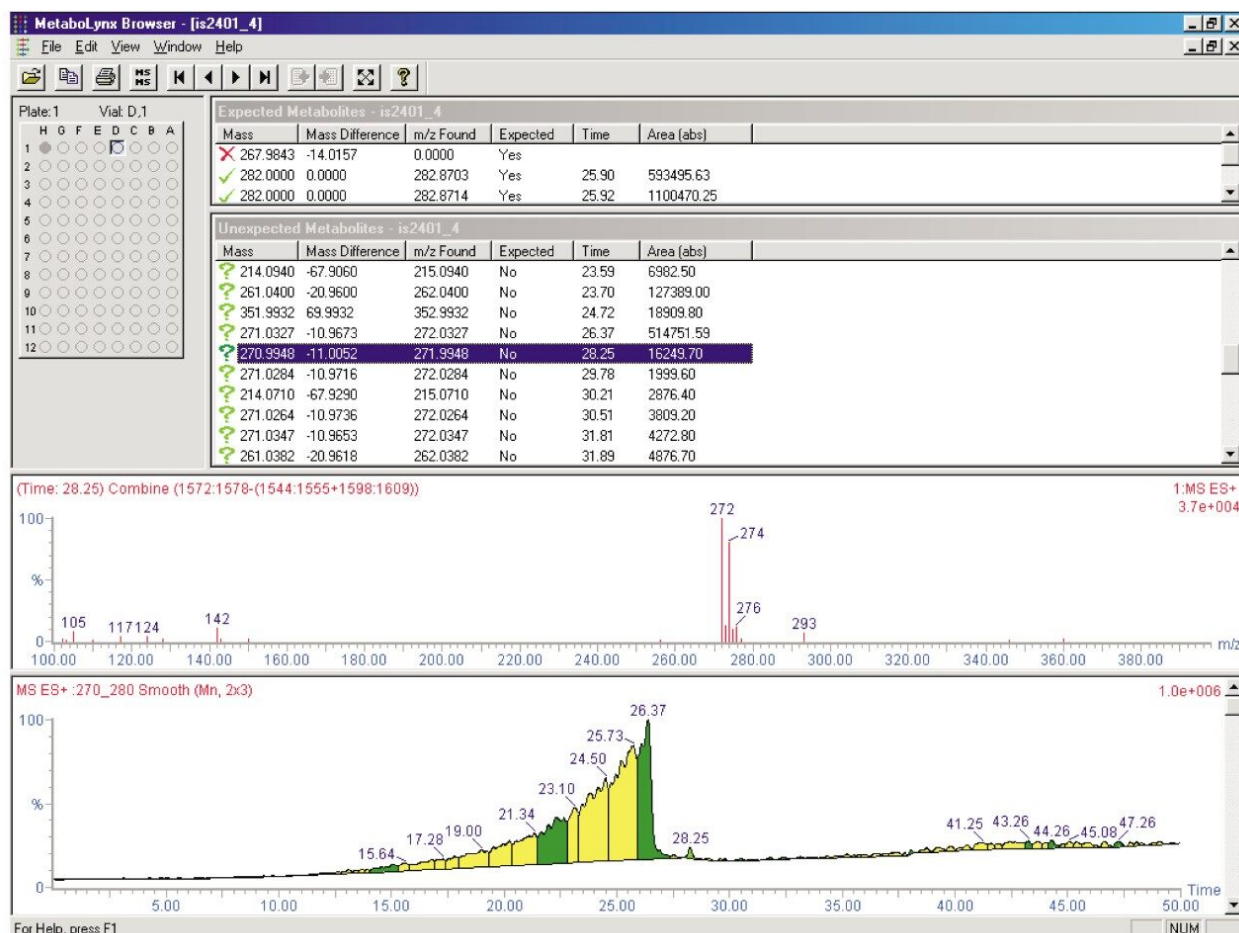 MetaboLynx Browser - [is2401_4]
File Edit View Window Help
MS MS
Plate:1 Vial: D,1
H G F E D C B A
1
2
3
4
5
6
7
8
9
10
11
12
Expected Metabolites - is2401_4
Mass Mass Difference m/z Found Expected Time Area (abs)
267.9843 -14.0157 0.0000 Yes
282.0000 0.0000 282.8703 Yes 25.90 593495.63
282.0000 0.0000 282.8714 Yes 25.92 1100470.25
Unexpected Metabolites - is2401_4
Mass Mass Difference m/z Found Expected Time Area (abs)
? 214.0940 -67.9060 215.0940 No 23.59 6982.50
? 261.0400 -20.9600 262.0400 No 23.70 127389.00
? 351.9932 69.9932 352.9932 No 24.72 18909.80
? 271.0327 -10.9673 272.0327 No 26.37 514751.59
? 270.9948 -11.0052 271.9948 No 28.25 16249.70
? 271.0284 -10.9716 272.0284 No 29.78 1999.60
? 214.0710 -67.9290 215.0710 No 30.21 2876.40
? 271.0264 -10.9736 272.0264 No 30.51 3809.20
? 271.0347 -10.9653 272.0347 No 31.81 4272.80
? 261.0382 -20.9618 262.0382 No 31.89 4876.70
(Time: 28.25) Combine (1572:1578-(1544:1555+1598:1609)) 1:MS ES+
3.7e+004
100
272
274
%
276
105 117 124 142 293
0
100.00 120.00 140.00 160.00 180.00 200.00 220.00 240.00 260.00 280.00 300.00 320.00 340.00 360.00 380.00 m/z
MS ES+ :270_280 Smooth (Mn, 2x3) 1.0e+006
26.37
100
25.73
24.50
23.10
%
21.34
19.00
17.28
15.64
28.25
41.25 43.26 44.26 45.08 47.26
0
Time
5.00 10.00 15.00 20.00 25.00 30.00 35.00 40.00 45.00 50.00
For Help, press F1 NUM